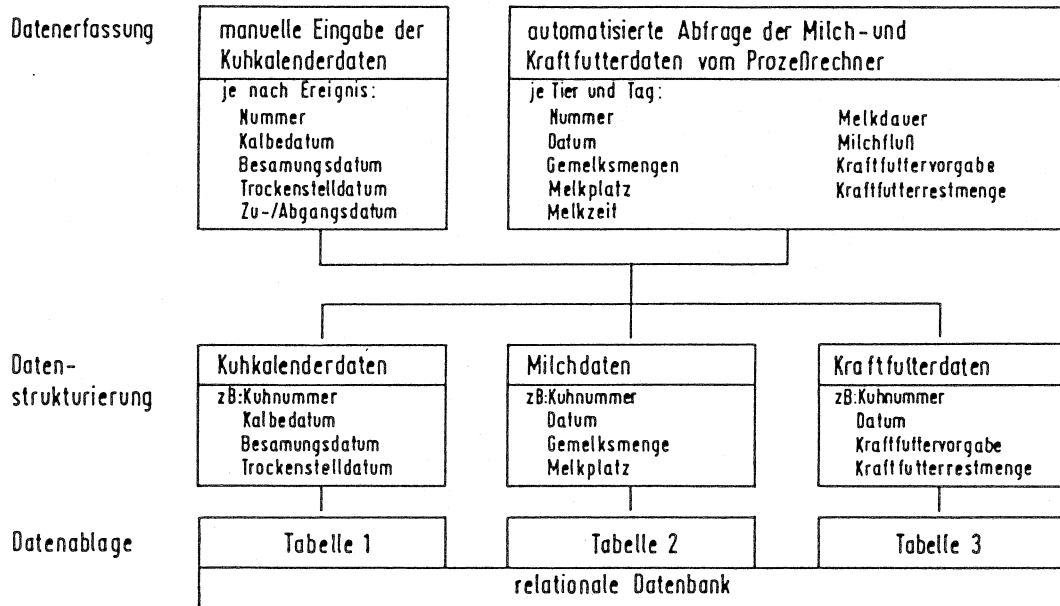 Datenerfassung
manuelle Eingabe der
Kuhkalenderdaten
je nach Ereignis:
Nummer
Kalbedatum
Besamungsdatum
Trockenstelldatum
Zu-/Abgangsdatum
automatisierte Abfrage der Milch- und
Kraftfutterdaten vom Prozeßrechner
je Tier und Tag:
Nummer
Datum
Gemelksmengen
Melkplatz
Melkzeit
Melkdauer
Milchfluß
Kraftfuttervorgabe
Kraftfutterrestmenge
Daten-
strukturierung
Kuhkalenderdaten
zB:Kuhnummer
Kalbedatum
Besamungsdatum
Trockenstelldatum
Milchdaten
zB:Kuhnummer
Datum
Gemelksmenge
Melkplatz
Kraftfutterdaten
zB:Kuhnummer
Datum
Kraftfuttervorgabe
Kraftfutterrestmenge
Datenablage
Tabelle 1
Tabelle 2
Tabelle 3
relationale Datenbank